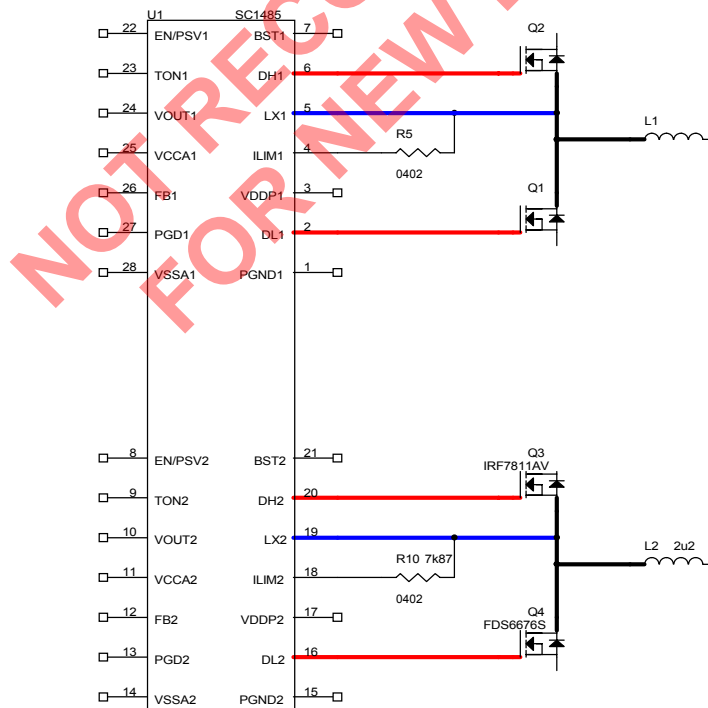 NOT RECO
FOR NEW
U1
SC1485
22
EN/PSV1
BST1
7
23
TON1
DH1
6
24
VOUT1
LX1
5
25
VCCA1
ILIM1
4
26
FB1
VDDP1
3
27
PGD1
DL1
2
28
VSSA1
PGND1
1
R5
0402
Q2
Q1
L1
8
EN/PSV2
BST2
21
9
TON2
DH2
20
10
VOUT2
LX2
19
11
VCCA2
ILIM2
18
12
FB2
VDDP2
17
13
PGD2
DL2
16
14
VSSA2
PGND2
15
R10 7k87
0402
Q3
IRF7811AV
Q4
FDS6676S
L2 2u2